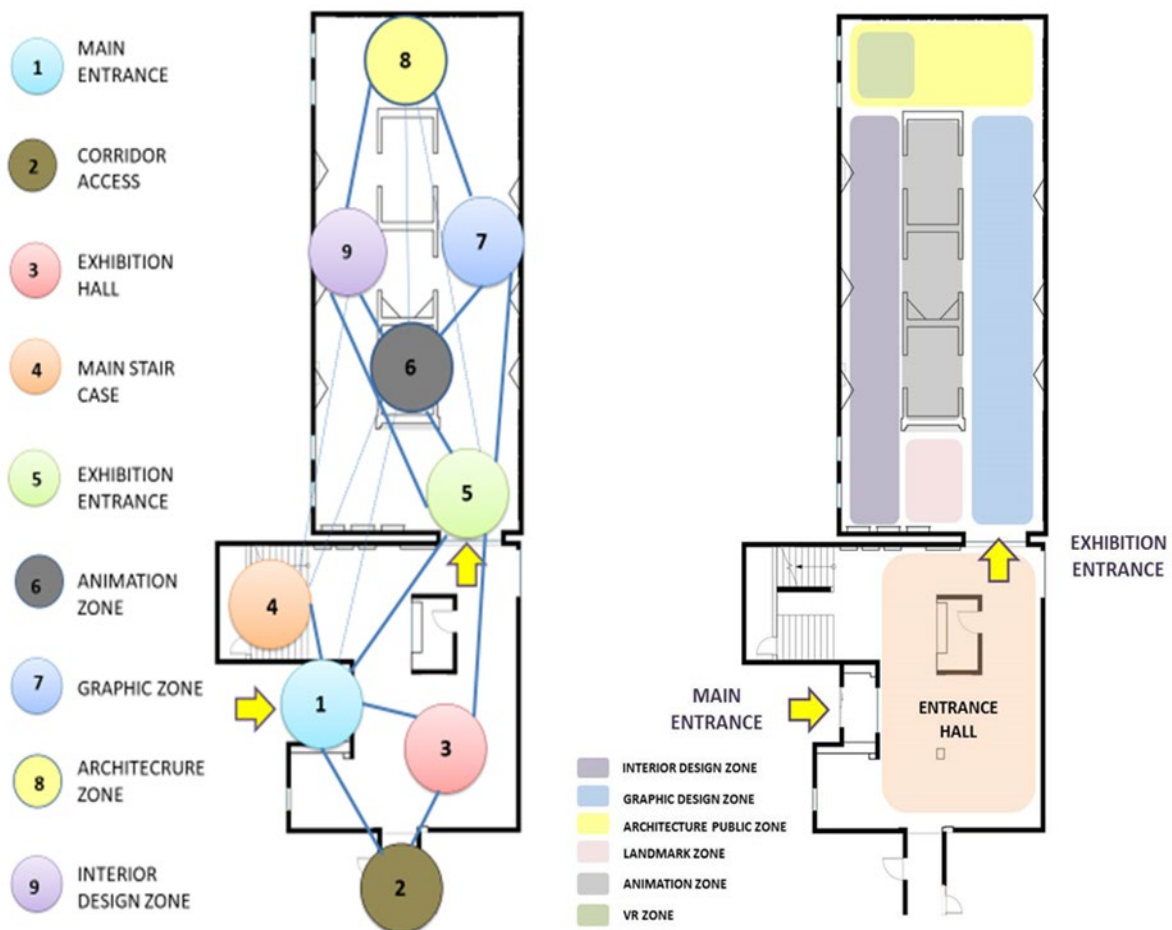 1
MAIN
ENTRANCE
2
CORRIDOR
ACCESS
3
EXHIBITION
HALL
4
MAIN STAIR
CASE
5
EXHIBITION
ENTRANCE
6
ANIMATION
ZONE
7
GRAPHIC ZONE
8
ARCHITECRURE
ZONE
9
INTERIOR
DESIGN ZONE
8
9
7
6
5
4
1
3
2
EXHIBITION
ENTRANCE
MAIN
ENTRANCE
ENTRANCE
HALL
INTERIOR DESIGN ZONE
GRAPHIC DESIGN ZONE
ARCHITECTURE PUBLIC ZONE
LANDMARK ZONE
ANIMATION ZONE
VR ZONE